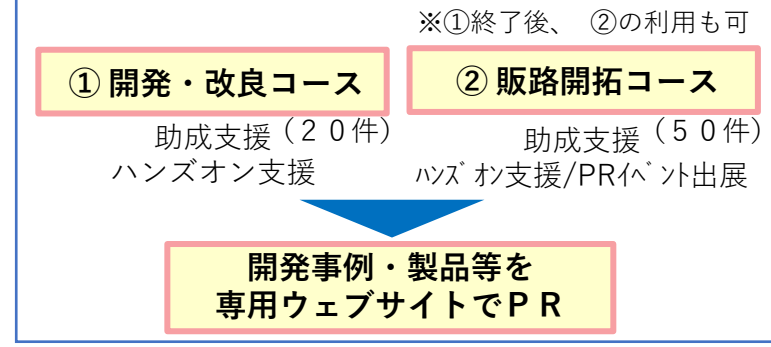 ※①終了後、 ②の利用も可
① 開発・改良コース
② 販路開拓コース
助成支援(20件)
ハンズオン支援
助成支援(50件)
ﾊﾝｽﾞｵﾝ支援/PRｲﾍﾞﾝﾄ出展
開発事例・製品等を
専用ウェブサイトでPR